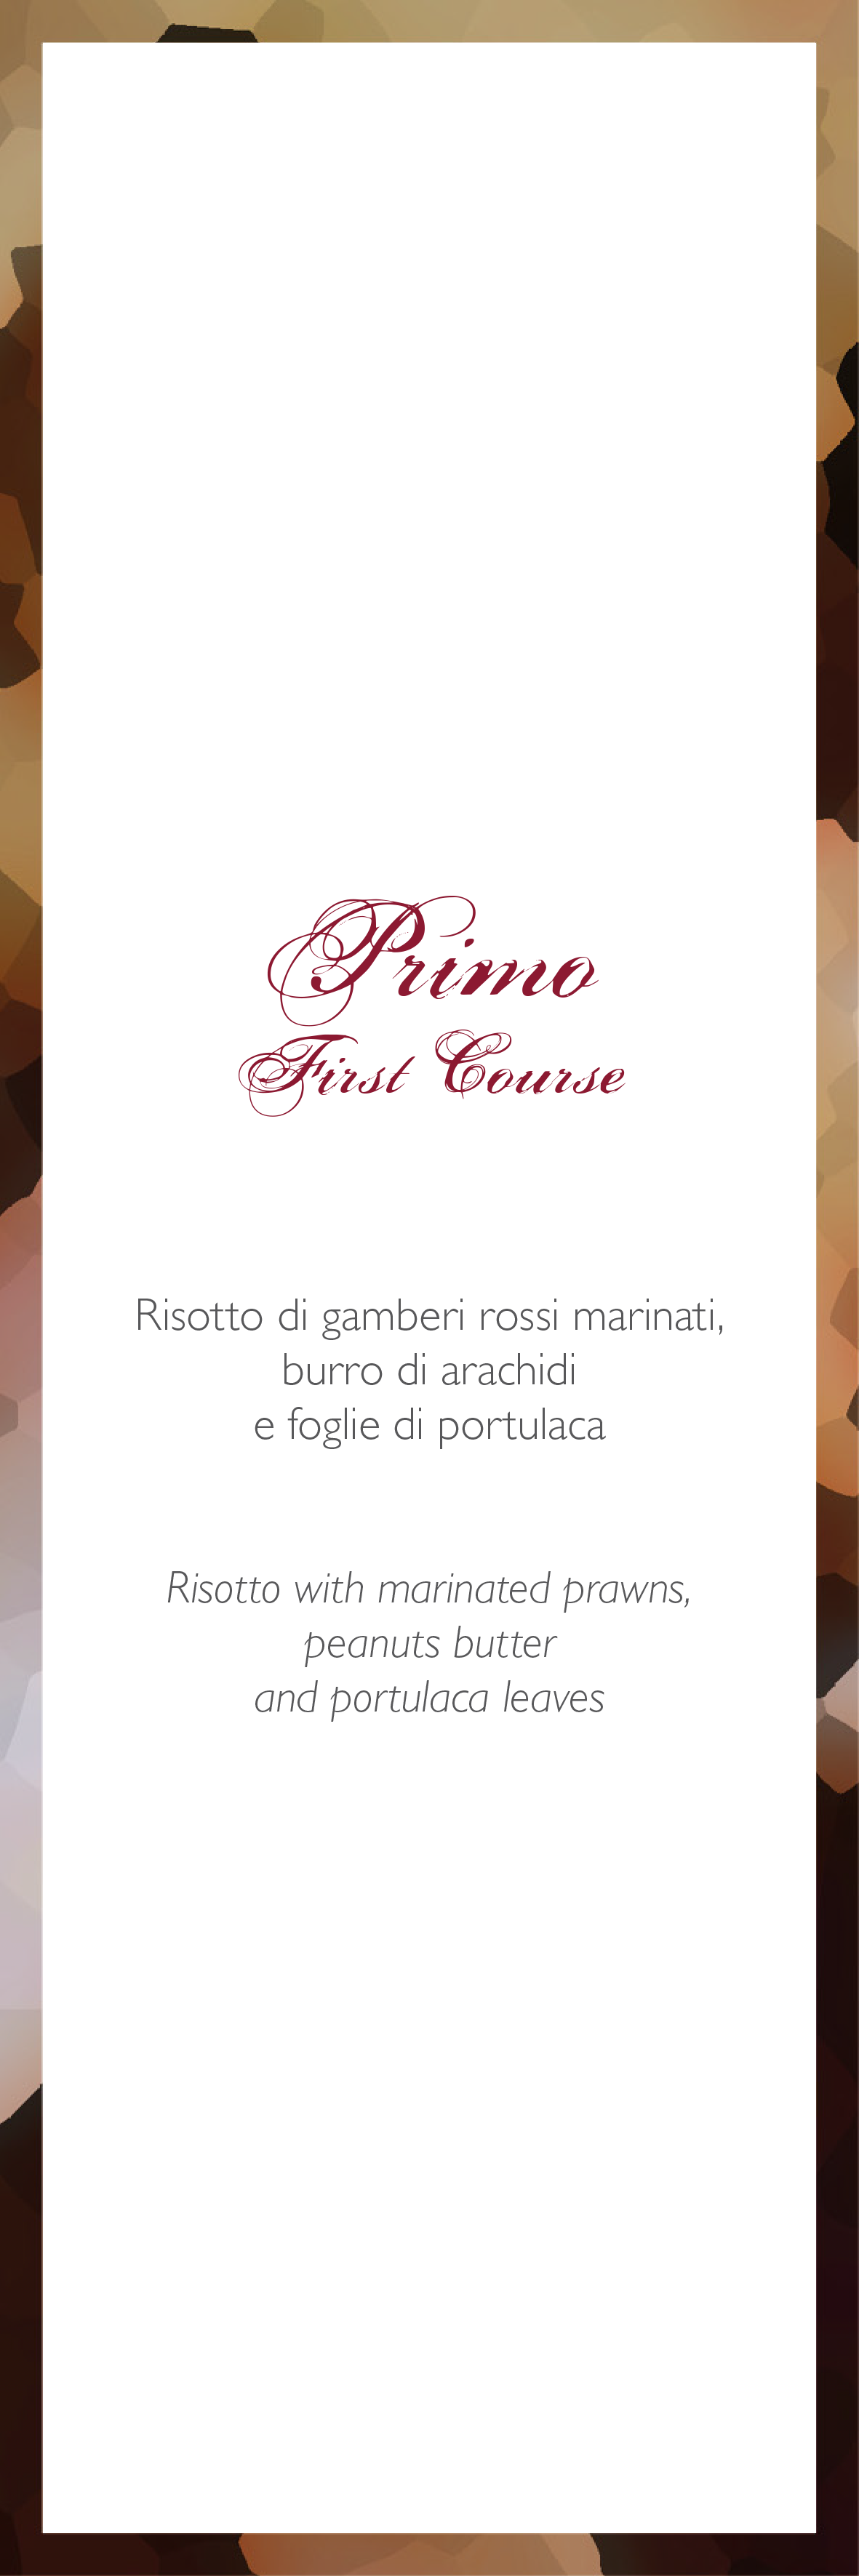 Primo
First Course
Risotto di gamberi rossi marinati,
burro di arachidi
e foglie di portulaca
Risotto with marinated prawns,
peanuts butter
and portulaca leaves